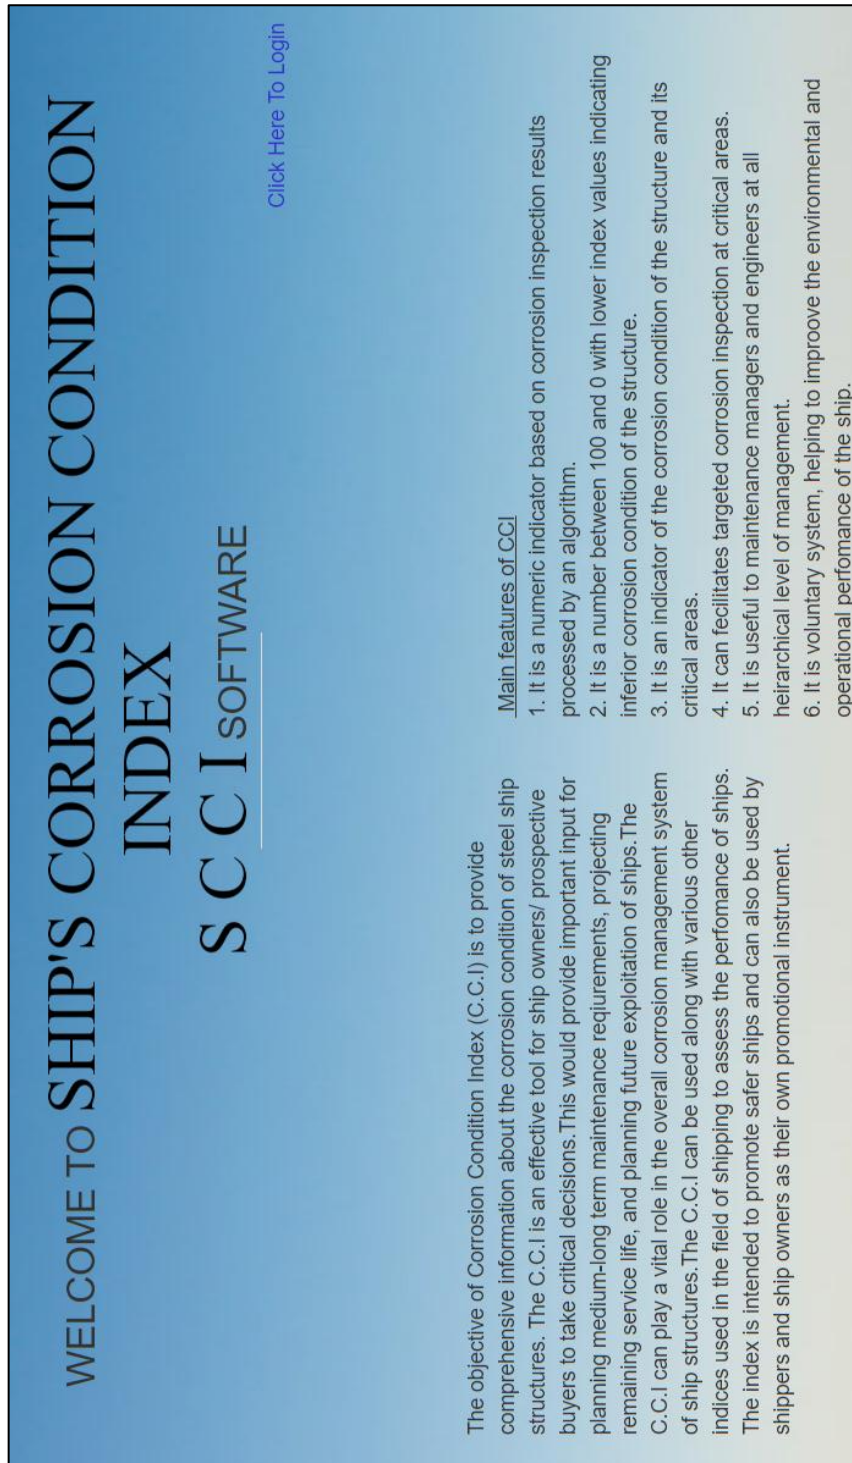 WELCOME TO SHIP'S CORROSION CONDITION
INDEX
S C C I SOFTWARE
Click Here To Login
The objective of Corrosion Condition Index (C.C.I) is to provide
comprehensive information about the corrosion condition of steel ship
structures. The C.C.I is an effective tool for ship owners/ prospective
buyers to take critical decisions.This would provide important input for
planning medium-long term maintenance reqiurements, projecting
remaining service life, and planning future exploitation of ships.The
C.C.I can play a vital role in the overall corrosion management system
of ship structures.The C.C.I can be used along with various other
indices used in the field of shipping to assess the perfomance of ships.
The index is intended to promote safer ships and can also be used by
shippers and ship owners as their own promotional instrument.
Main features of CCI
1. It is a numeric indicator based on corrosion inspection results
processed by an algorithm.
2. It is a number between 100 and 0 with lower index values indicating
inferior corrosion condition of the structure.
3. It is an indicator of the corrosion condition of the structure and its
critical areas.
4. It can fecilitates targeted corrosion inspection at critical areas.
5. It is useful to maintenance managers and engineers at all
heirarchical level of management.
6. It is voluntary system, helping to improove the environmental and
operational perfomance of the ship.